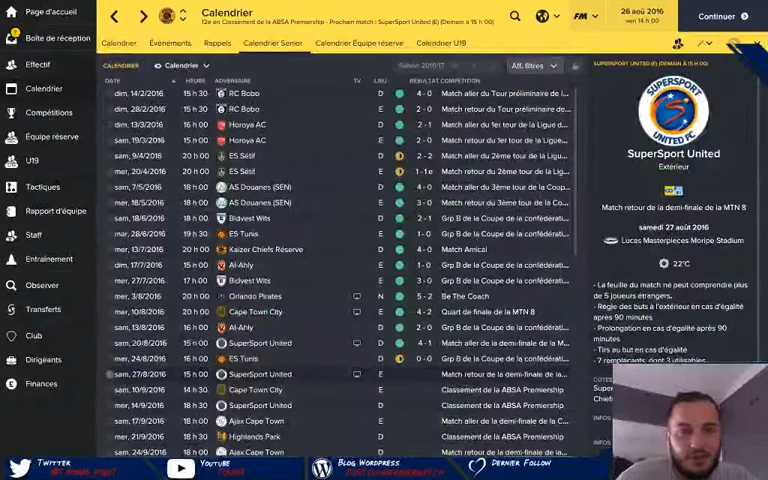 Page d'accueil
Boîte de réception
Effectif
Calendrier
Compétitions
Équipe réserve
U19
Tactiques
Rapport d'équipe
Staff
Entraînement
Observer
Transferts
Club
Dirigeants
Finances
Calendrier
12e en Classement de la ABSA Premiership - Prochain match : SuperSport United (E) (Demain à 15 h 00)
FM
26 aoû 2016
ven 14 h 00
Continuer
Calendrier Événements Rappels Calendrier Senior Calendrier Équipe réserve Calendrier U19
CALENDRIER Calendrier Saison 2016/17 Aff. filtres
DATE HEURE ADVERSAIRE TV LIEU RÉSULTAT COMPÉTITION
dim, 14/2/2016 15 h 30 RC Bobo D 4-0 Match aller du Tour préliminaire de l...
dim, 28/2/2016 15 h 30 RC Bobo E 2-0 Match retour du Tour préliminaire de...
dim, 13/3/2016 16 h 00 Horoya AC D 2-1 Match aller du 1er tour de la Ligue d...
sam, 19/3/2016 15 h 30 Horoya AC E 2-0 Match retour du 1er tour de la Ligue...
sam, 9/4/2016 20 h 00 ES Sétif D 2-2 Match aller du 2ème tour de la Ligu...
mer, 20/4/2016 20 h 00 ES Sétif E 1-1e Match retour du 2ème tour de la Lig...
sam, 7/5/2016 18 h 00 AS Douanes (SEN) D 4-0 Match aller du 3ème tour de la Coup...
mer, 18/5/2016 18 h 00 AS Douanes (SEN) E 3-0 Match retour du 3ème tour de la Co...
sam, 18/6/2016 18 h 00 Bidvest Wits D 2-1 Grp B de la Coupe de la confédérati...
mar, 28/6/2016 19 h 30 ES Tunis E 1-0 Grp B de la Coupe de la confédérati...
mer, 13/7/2016 20 h 00 Kaizer Chiefs Réserve D 4-0 Match Amical
dim, 17/7/2016 15 h 00 Al-Ahly E 1-0 Grp B de la Coupe de la confédérati...
mer, 27/7/2016 17 h 00 Bidvest Wits E 3-0 Grp B de la Coupe de la confédérati...
mer, 3/8/2016 20 h 00 Orlando Pirates N 5-2 Be The Coach
mer, 10/8/2016 20 h 00 Cape Town City E 4-2 Quart de finale de la MTN 8
sam, 13/8/2016 16 h 00 Al-Ahly D 2-0 Grp B de la Coupe de la confédérati...
sam, 20/8/2016 18 h 00 SuperSport United D 4-1 Match aller de la demi-finale de la M...
mer, 24/8/2016 16 h 00 ES Tunis D 0-0 Grp B de la Coupe de la confédérati...
sam, 27/8/2016 15 h 00 SuperSport United E Match retour de la demi-finale de la...
sam, 10/9/2016 14 h 30 Cape Town City E Classement de la ABSA Premiership
mer, 14/9/2016 18 h 30 SuperSport United D Classement de la ABSA Premiership
sam, 17/9/2016 18 h 00 Ajax Cape Town D Match aller de la demi-finale de la C...
mer, 21/9/2016 18 h 30 Highlands Park D Classement de la ABSA Premiership
sam, 24/9/2016 18 h 00 Ajax Cape Town E
SUPERSPORT UNITED (E) (DEMAIN À 15 H 00)
SUPERSPORT
UNITED FC
SuperSport United
Extérieur
Match retour de la demi-finale de la MTN 8
samedi 27 août 2016
Lucas Masterpieces Moripe Stadium
22°C
- La feuille du match ne peut comprendre plus
de 5 joueurs étrangers.
- Règle des buts à l'extérieur en cas d'égalité
après 90 minutes
- Prolongation en cas d'égalité après 90
minutes
- Tirs au but en cas d'égalité
- 7 remplaçants, dont 3 utilisables
Twitter
Youtube
Blog Wordpress
Dernier Follow